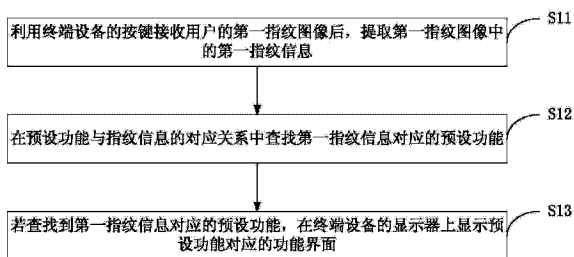 S11
利用终端设备的按键接收用户的第一指纹图像后，提取第一指纹图像中
的第一指纹信息
S12
在预设功能与指纹信息的对应关系中查找第一指纹信息对应的预设功能
S13
若查找到第一指纹信息对应的预设功能，在终端设备的显示器上显示预
设功能对应的功能界面